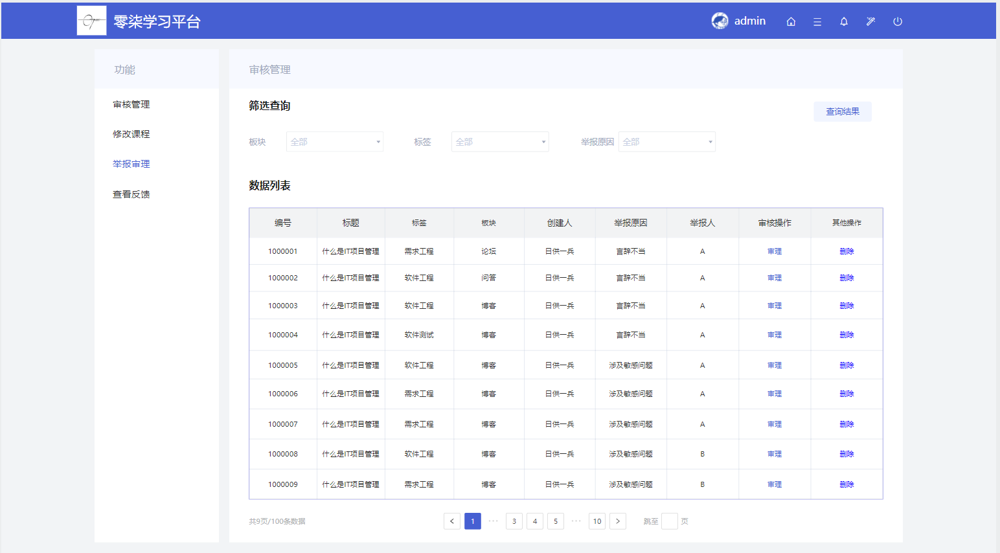 零柒学习平台
admin
功能
审核管理
修改课程
举报审理
查看反馈
审核管理
筛选查询
查询结果
板块 全部 标签 全部 举报原因 全部
数据列表
编号 标题 标签 板块 创建人 举报原因 举报人 审核操作 其他操作
1000001 什么是IT项目管理 需求工程 论坛 日供一兵 言辞不当 A 审理 删除
1000002 什么是IT项目管理 软件工程 问答 日供一兵 言辞不当 A 审理 删除
1000003 什么是IT项目管理 软件工程 博客 日供一兵 言辞不当 A 审理 删除
1000004 什么是IT项目管理 软件测试 博客 日供一兵 言辞不当 A 审理 删除
1000005 什么是IT项目管理 软件工程 博客 日供一兵 涉及敏感问题 A 审理 删除
1000006 什么是IT项目管理 需求工程 博客 日供一兵 涉及敏感问题 A 审理 删除
1000007 什么是IT项目管理 需求工程 博客 日供一兵 涉及敏感问题 A 审理 删除
1000008 什么是IT项目管理 软件工程 博客 日供一兵 涉及敏感问题 B 审理 删除
1000009 什么是IT项目管理 需求工程 博客 日供一兵 涉及敏感问题 B 审理 删除
共9页/100条数据 < 1 ··· 3 4 5 ··· 10 > 跳至 页